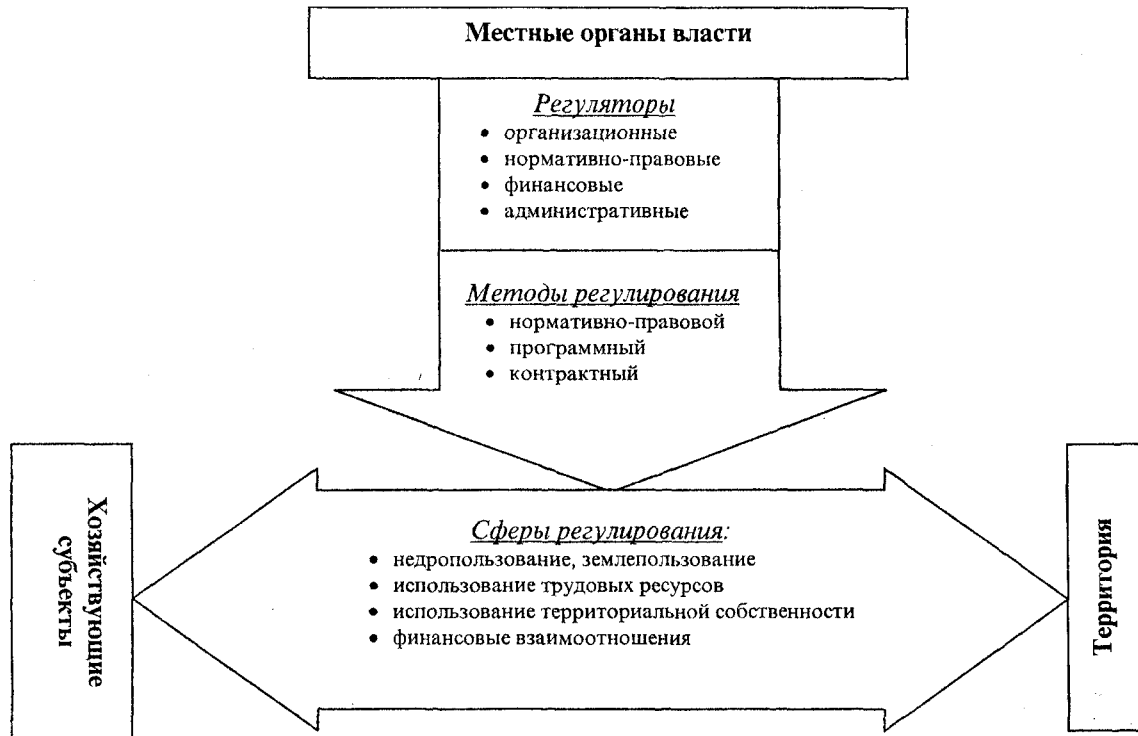 Местные органы власти
Регуляторы
• организационные
• нормативно-правовые
• финансовые
• административные
Методы регулирования
• нормативно-правовой
• программный
• контрактный
Хозяйствующие
субъекты
Сферы регулирования:
• недропользование, землепользование
• использование трудовых ресурсов
• использование территориальной собственности
• финансовые взаимоотношения
Территория